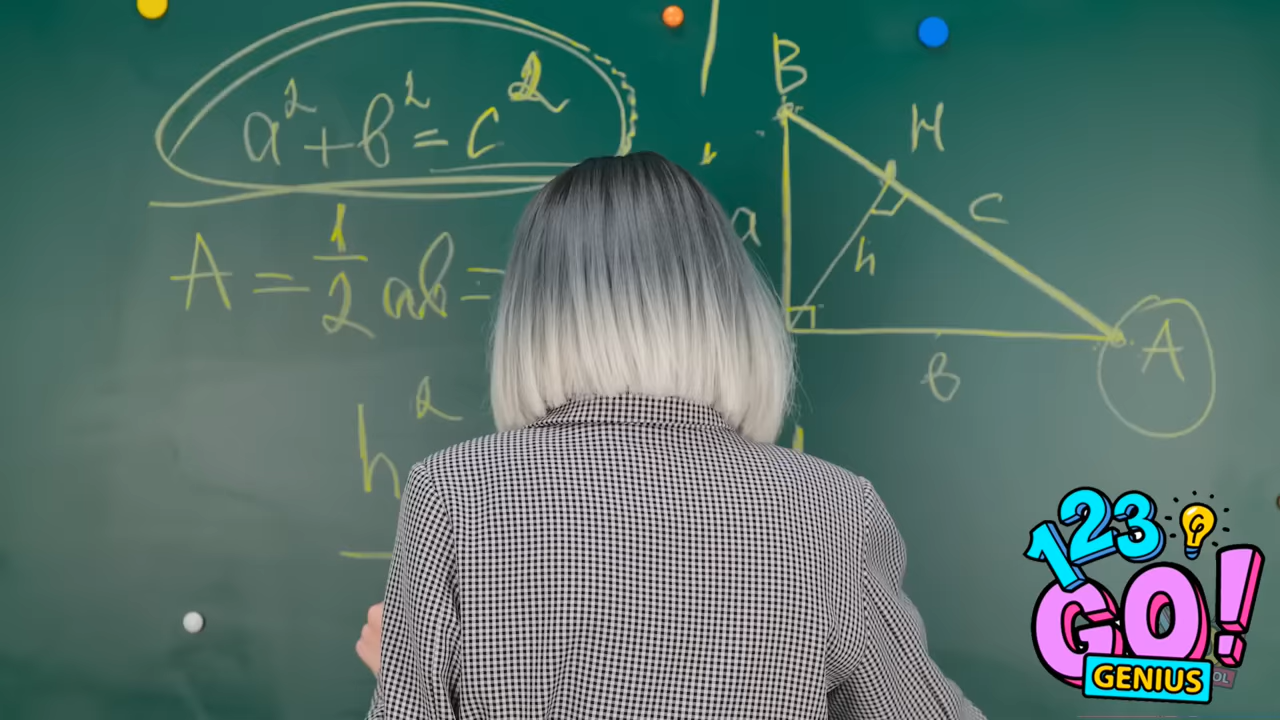 a² + b² = c²
A = 1/2 ab =
h²
B
H
a
h
c
b
A
123
GO!
GENIUS